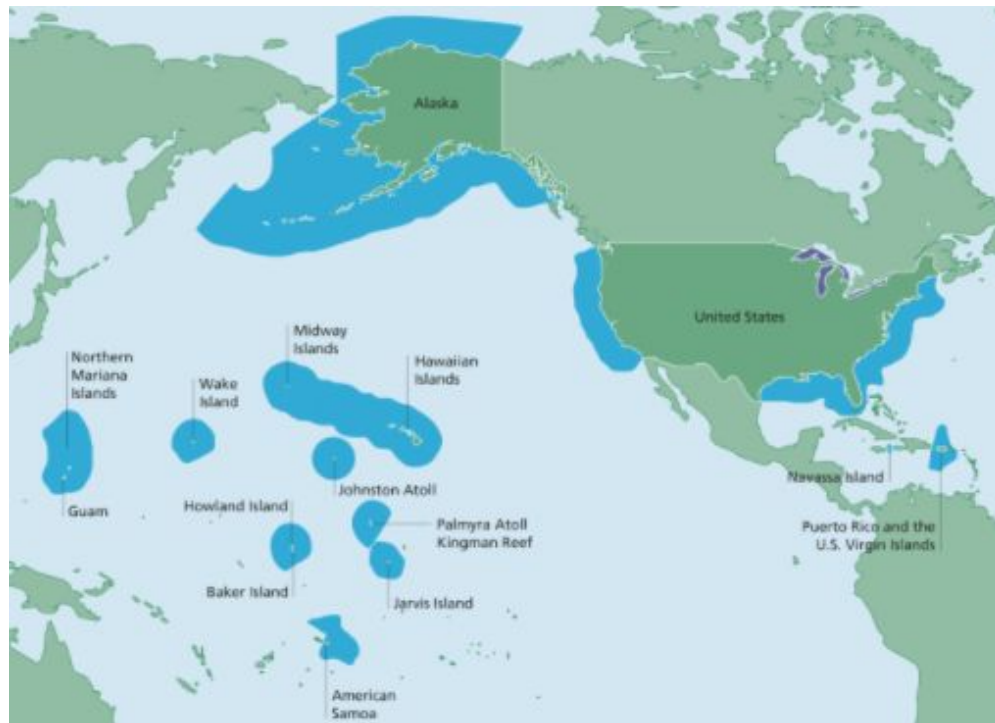 Alaska
United States
Midway
Islands
Hawaiian
Islands
Northern
Mariana
Islands
Wake
Island
Johnston Atoll
Navassa Island
Guam
Howland Island
Palmyra Atoll
Kingman Reef
Puerto Rico and the
U.S. Virgin Islands
Baker Island
Jarvis Island
American
Samoa